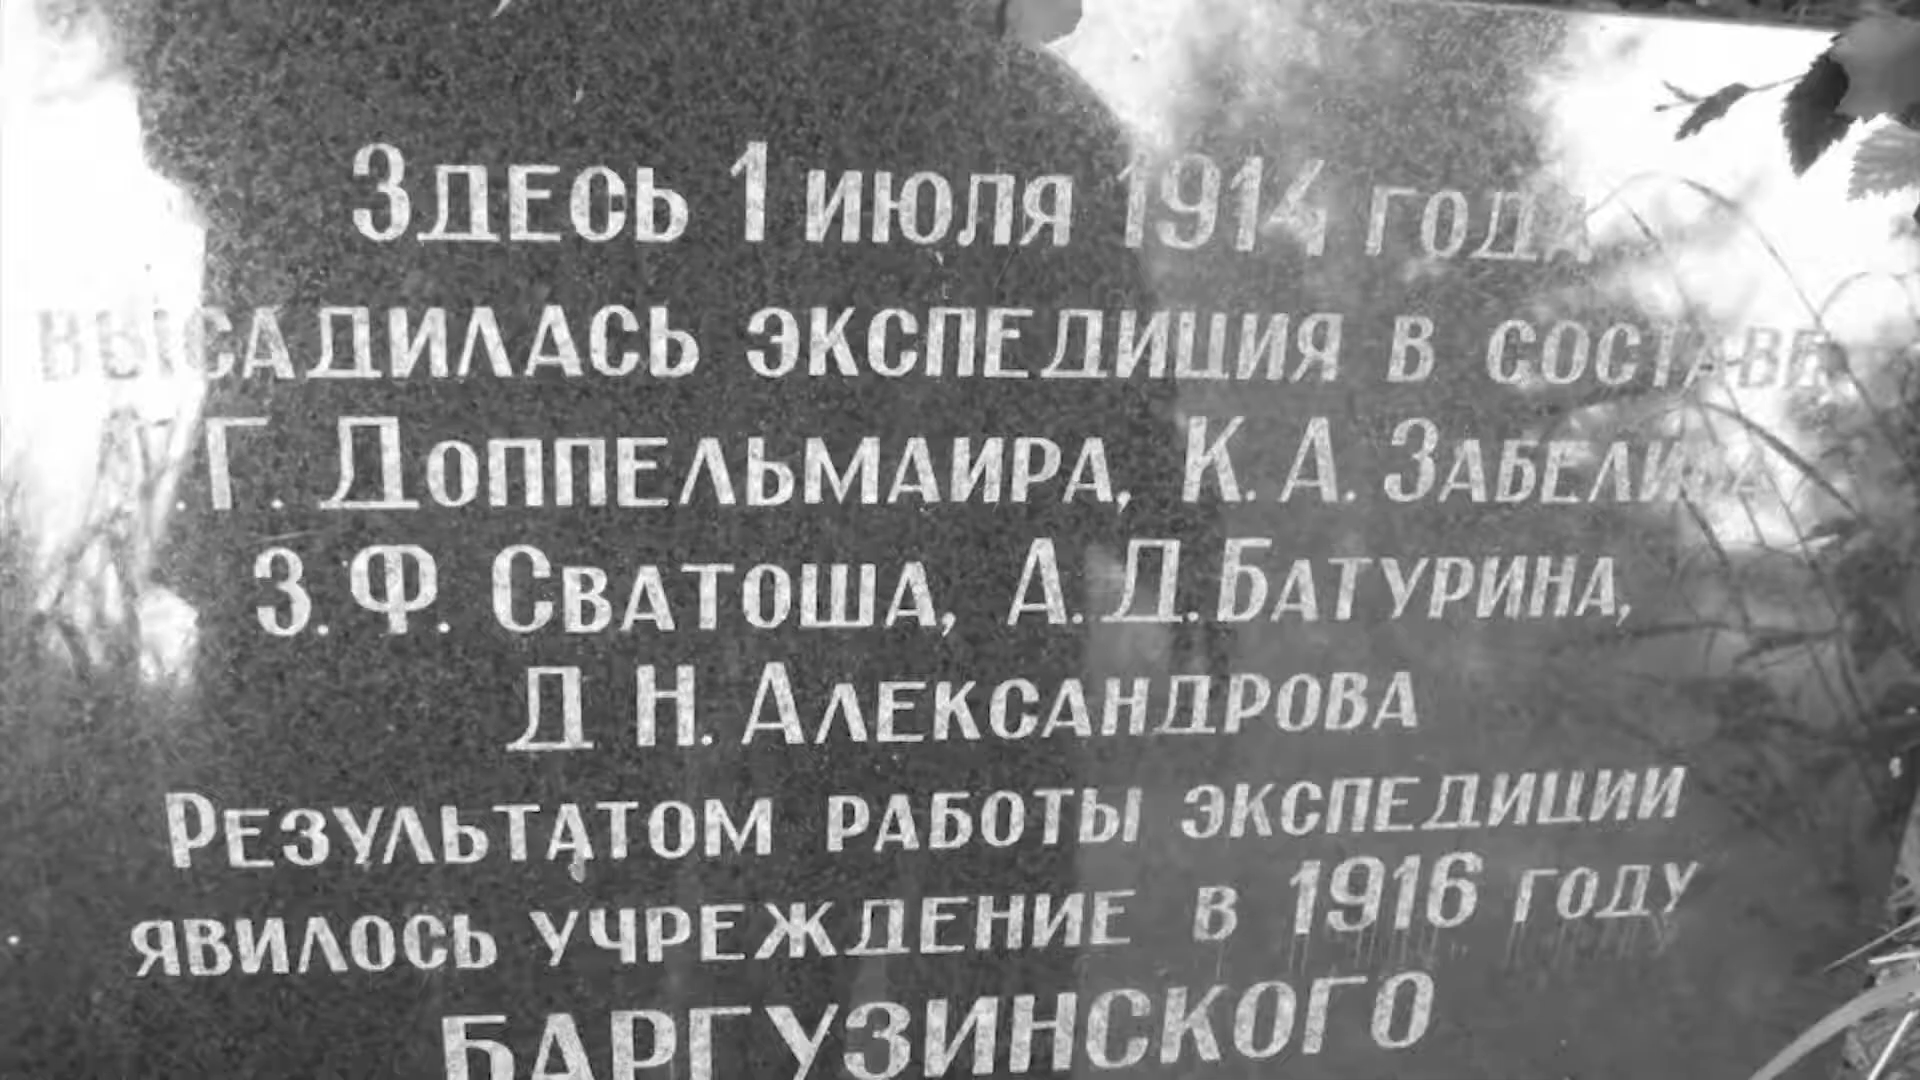 Здесь 1 июля 1914 года
высадилась экспедиция в составе
Г.Г. Доппельмаира, К. А. Забелина
З. Ф. Сватоша, А. Д. Батурина,
Д Н. Александрова
Результатом работы экспедиции
явилось учреждение в 1916 году
БАРГУЗИНСКОГО